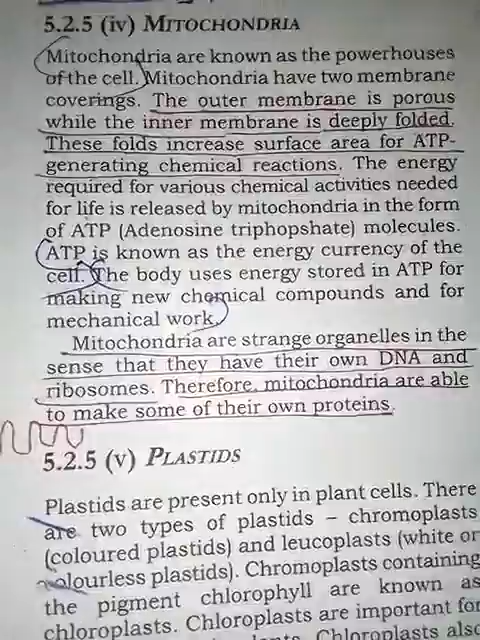 5.2.5 (iv) MITOCHONDRIA
Mitochondria are known as the powerhouses
of the cell. Mitochondria have two membrane
coverings. The outer membrane is porous
while the inner membrane is deeply folded.
These folds increase surface area for ATP-
generating chemical reactions. The energy
required for various chemical activities needed
for life is released by mitochondria in the form
of ATP (Adenosine triphopshate) molecules.
ATP is known as the energy currency of the
cell. The body uses energy stored in ATP for
making new chemical compounds and for
mechanical work.
Mitochondria are strange organelles in the
sense that they have their own DNA and
ribosomes. Therefore, mitochondria are able
to make some of their own proteins.
5.2.5 (v) PLASTIDS
Plastids are present only in plant cells. There
are two types of plastids – chromoplasts
(coloured plastids) and leucoplasts (white or
colourless plastids). Chromoplasts containing
the pigment chlorophyll are known as
chloroplasts. Chloroplasts are important for
Chloroplasts also